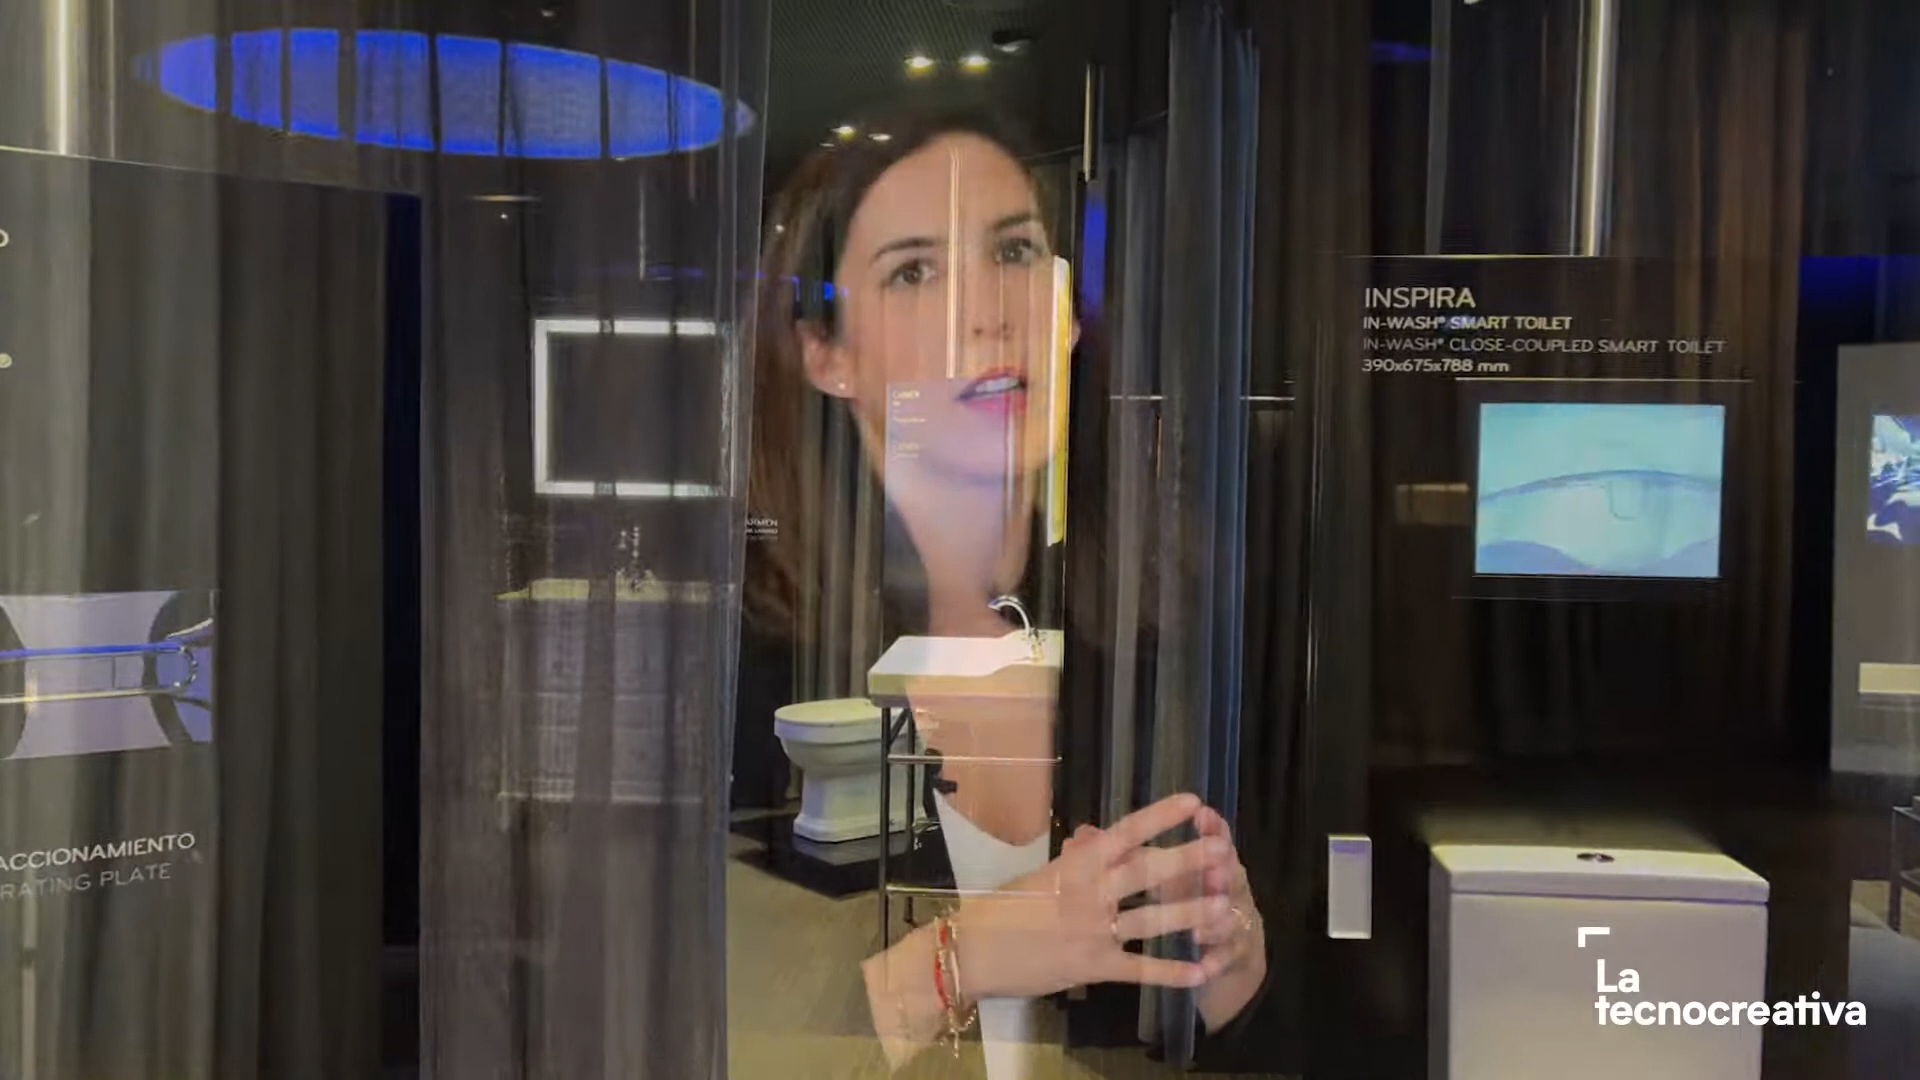 INSPIRA
IN-WASH® SMART TOILET
IN-WASH® CLOSE-COUPLED SMART TOILET
390x675x788 mm
ACCIONAMIENTO
RATING PLATE
La
tecnocreativa